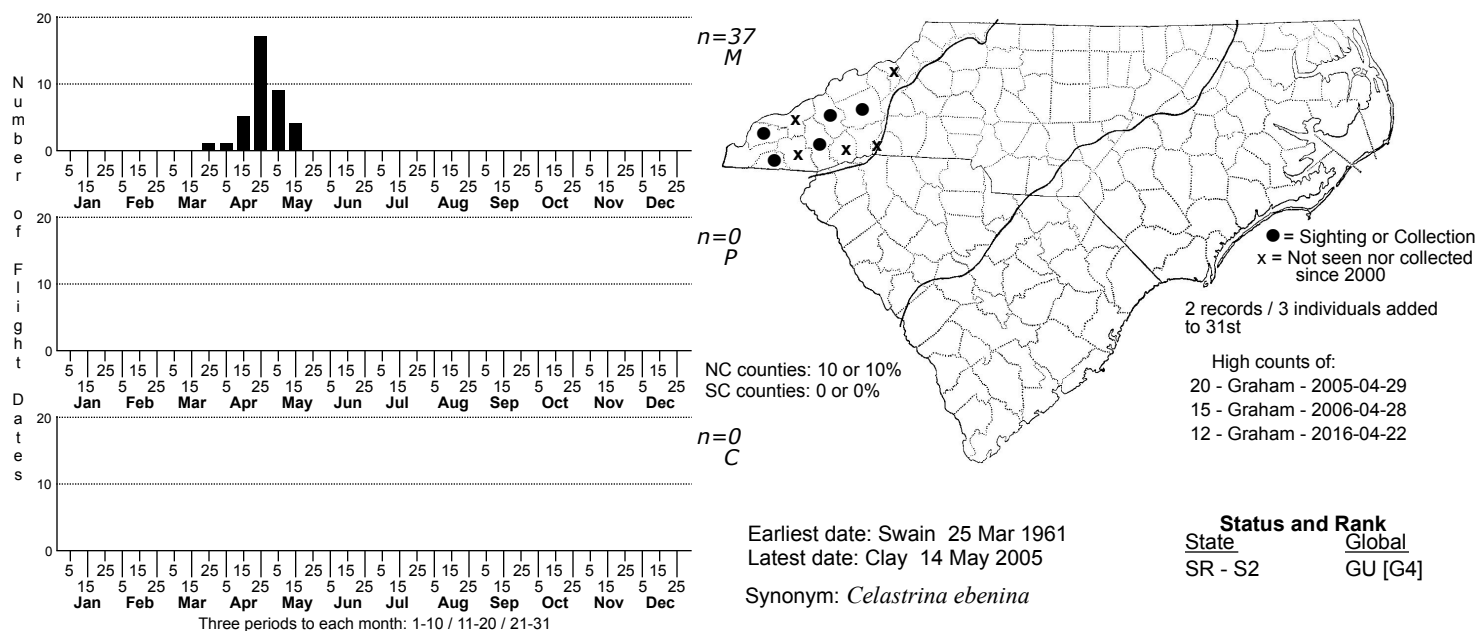 Number of Flight Dates
20
10
0
5 15 25 5 15 25 5 15 25 5 15 25 5 15 25 5 15 25 5 15 25 5 15 25 5 15 25 5 15 25 5 15 25 5 15 25
Jan Feb Mar Apr May Jun Jul Aug Sep Oct Nov Dec
n=37
M
20
10
0
5 15 25 5 15 25 5 15 25 5 15 25 5 15 25 5 15 25 5 15 25 5 15 25 5 15 25 5 15 25 5 15 25 5 15 25
Jan Feb Mar Apr May Jun Jul Aug Sep Oct Nov Dec
n=0
P
20
10
0
5 15 25 5 15 25 5 15 25 5 15 25 5 15 25 5 15 25 5 15 25 5 15 25 5 15 25 5 15 25 5 15 25 5 15 25
Jan Feb Mar Apr May Jun Jul Aug Sep Oct Nov Dec
n=0
C
Three periods to each month: 1-10 / 11-20 / 21-31
x
x
x
x
x
= Sighting or Collection
x = Not seen nor collected
since 2000
2 records / 3 individuals added
to 31st
NC counties: 10 or 10%
SC counties: 0 or 0%
High counts of:
20 - Graham - 2005-04-29
15 - Graham - 2006-04-28
12 - Graham - 2016-04-22
Earliest date: Swain 25 Mar 1961
Latest date: Clay 14 May 2005
Synonym: Celastrina ebenina
Status and Rank
State Global
SR - S2 GU [G4]